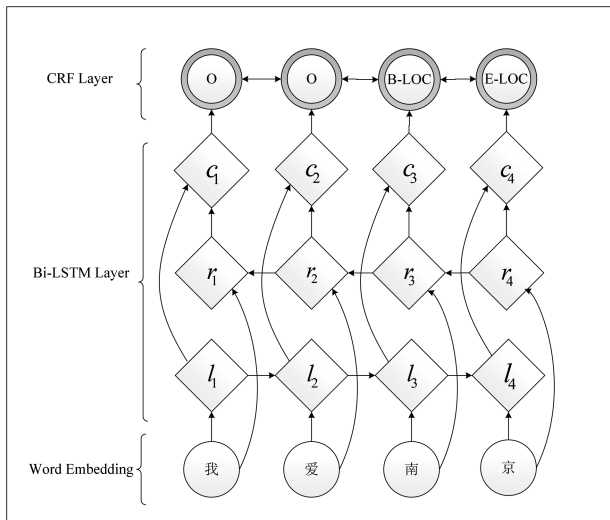 CRF Layer
O O B-LOC E-LOC
c1 c2 c3 c4
Bi-LSTM Layer
r1 r2 r3 r4
l1 l2 l3 l4
Word Embedding
我 爱 南 京